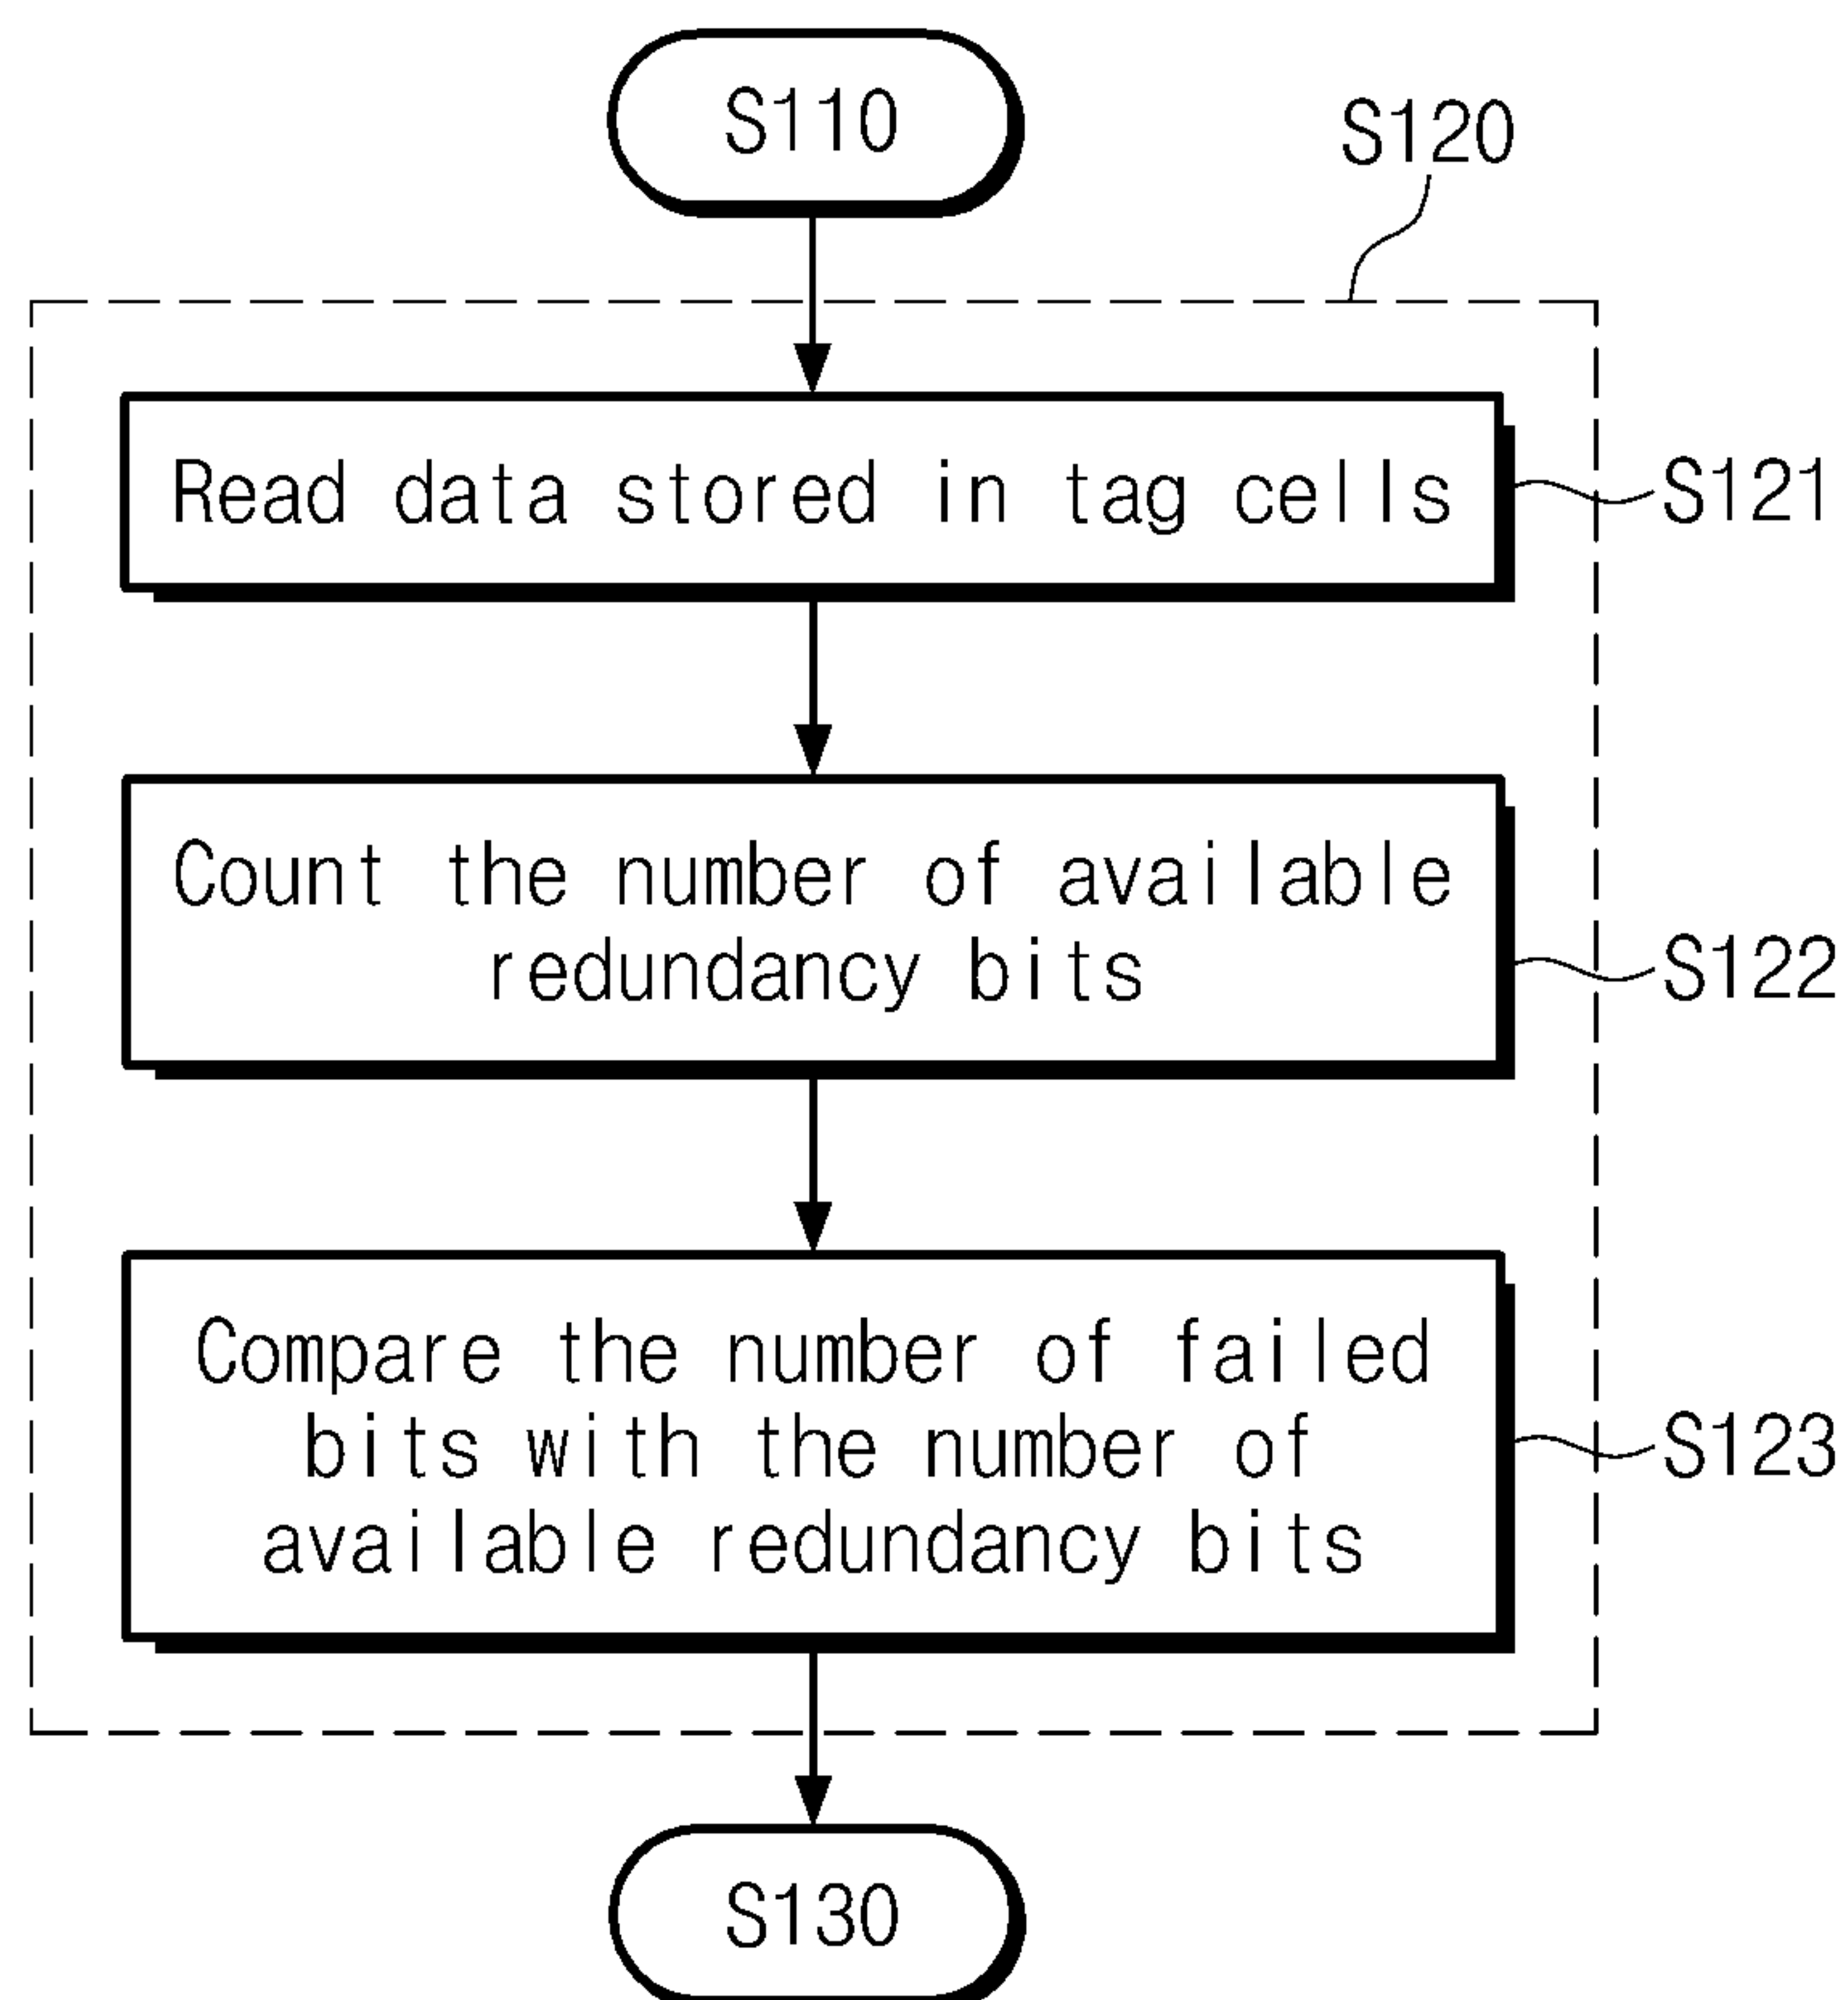 S110
S120
Read data stored in tag cells
S121
Count the number of available
redundancy bits
S122
Compare the number of failed
bits with the number of
available redundancy bits
S123
S130